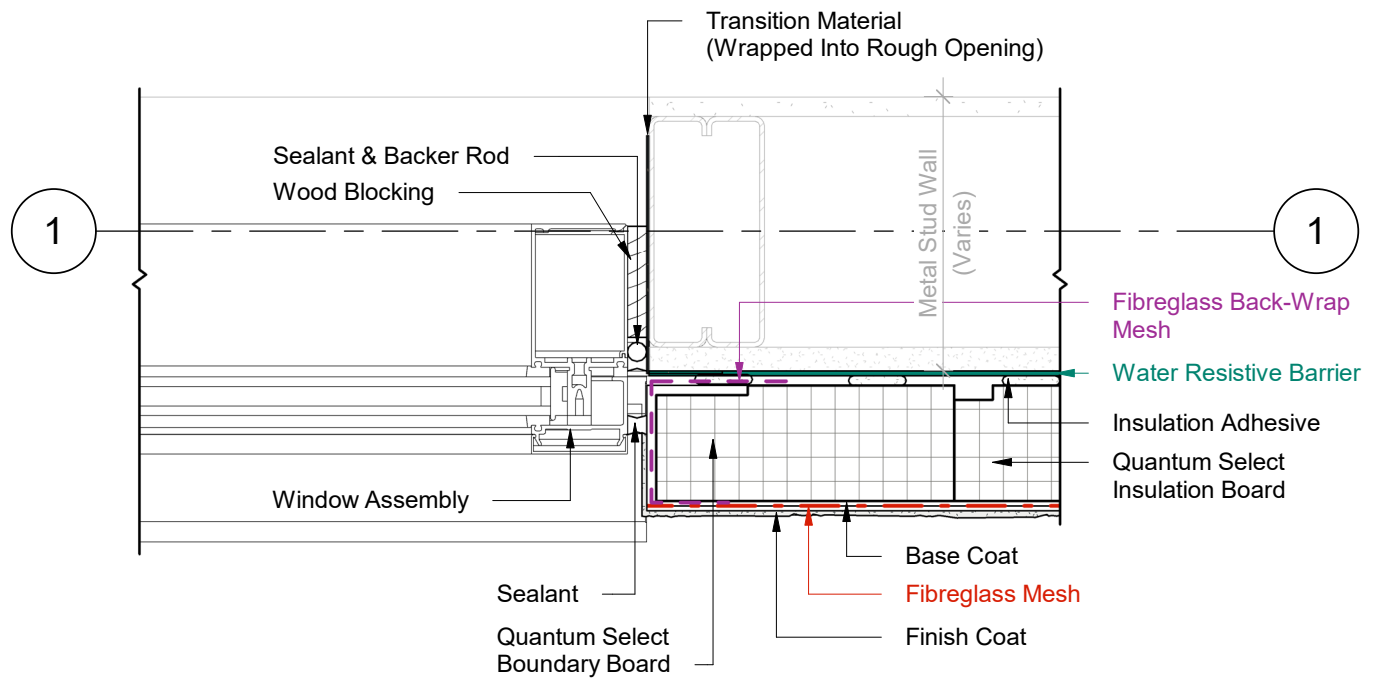 Transition Material
(Wrapped Into Rough Opening)
Sealant & Backer Rod
Wood Blocking
1
1
Metal Stud Wall
(Varies)
Fibreglass Back-Wrap
Mesh
Water Resistive Barrier
Insulation Adhesive
Quantum Select
Insulation Board
Window Assembly
Base Coat
Sealant
Fibreglass Mesh
Quantum Select
Boundary Board
Finish Coat